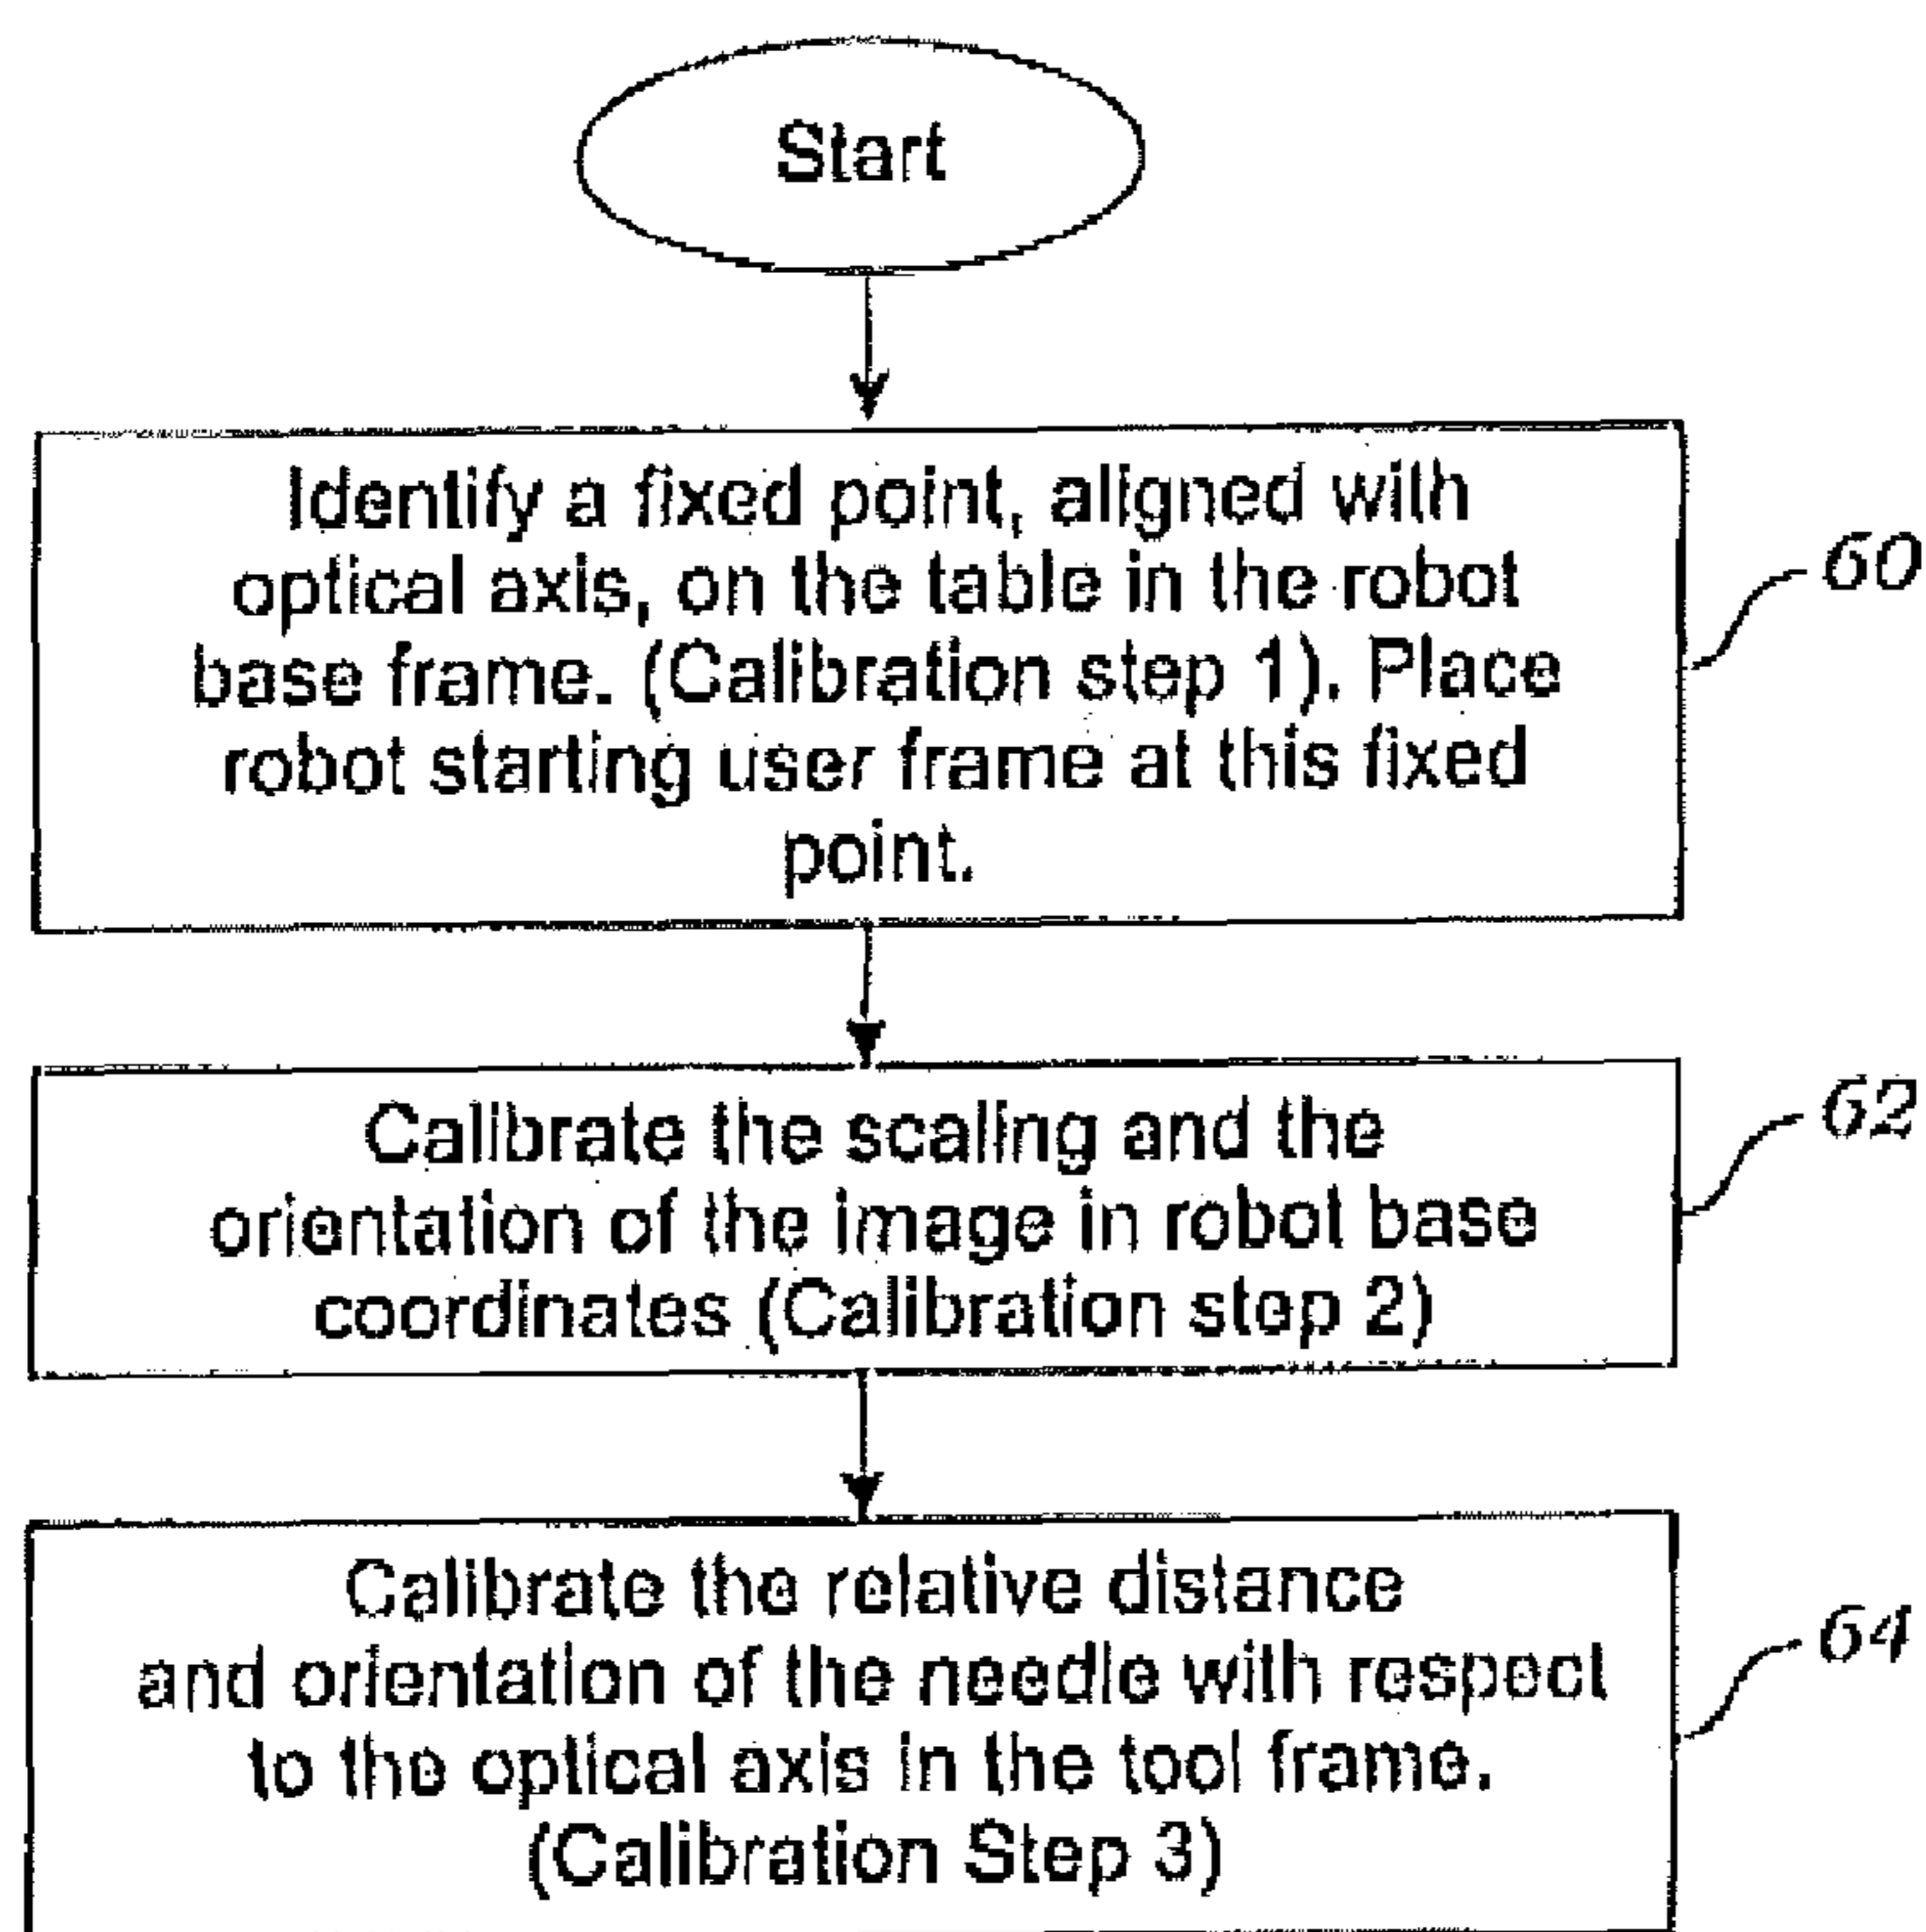 Start
Identify a fixed point, aligned with
optical axis, on the table in the robot
base frame. (Calibration step 1). Place
robot starting user frame at this fixed
point.
60
Calibrate the scaling and the
orientation of the image in robot base
coordinates (Calibration step 2)
62
Calibrate the relative distance
and orientation of the needle with respect
to the optical axis in the tool frame.
(Calibration Step 3)
64